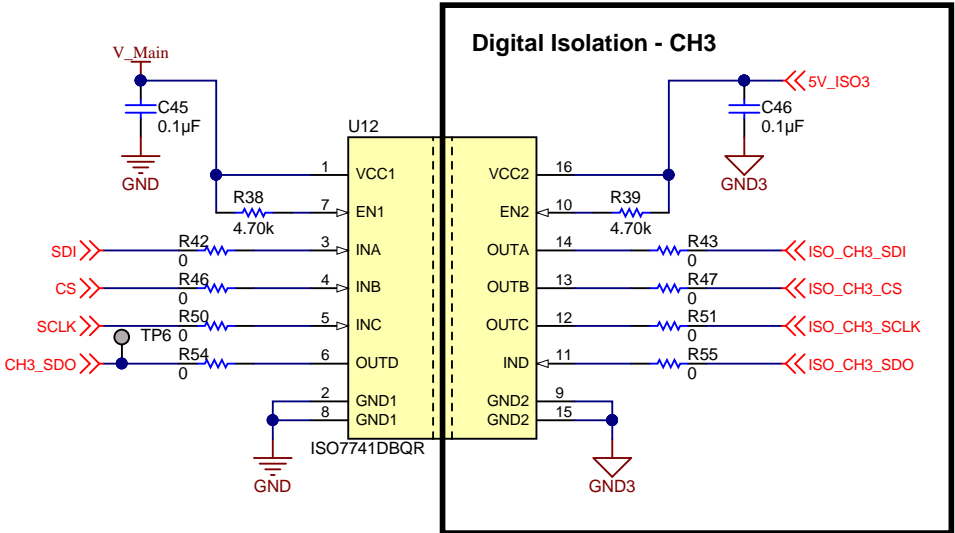 Digital Isolation - CH3
V_Main
C45
0.1µF
GND
5V_ISO3
C46
0.1µF
GND3
U12
1
VCC1
VCC2
16
R38
4.70k
7
EN1
EN2
10
R39
4.70k
SDI
R42
0
3
INA
OUTA
14
R43
0
ISO_CH3_SDI
CS
R46
0
4
INB
OUTB
13
R47
0
ISO_CH3_CS
SCLK
R50
0
5
INC
OUTC
12
R51
0
ISO_CH3_SCLK
TP6
CH3_SDO
R54
0
6
OUTD
IND
11
R55
0
ISO_CH3_SDO
2
GND1
GND2
9
8
GND1
GND2
15
ISO7741DBQR
GND
GND3